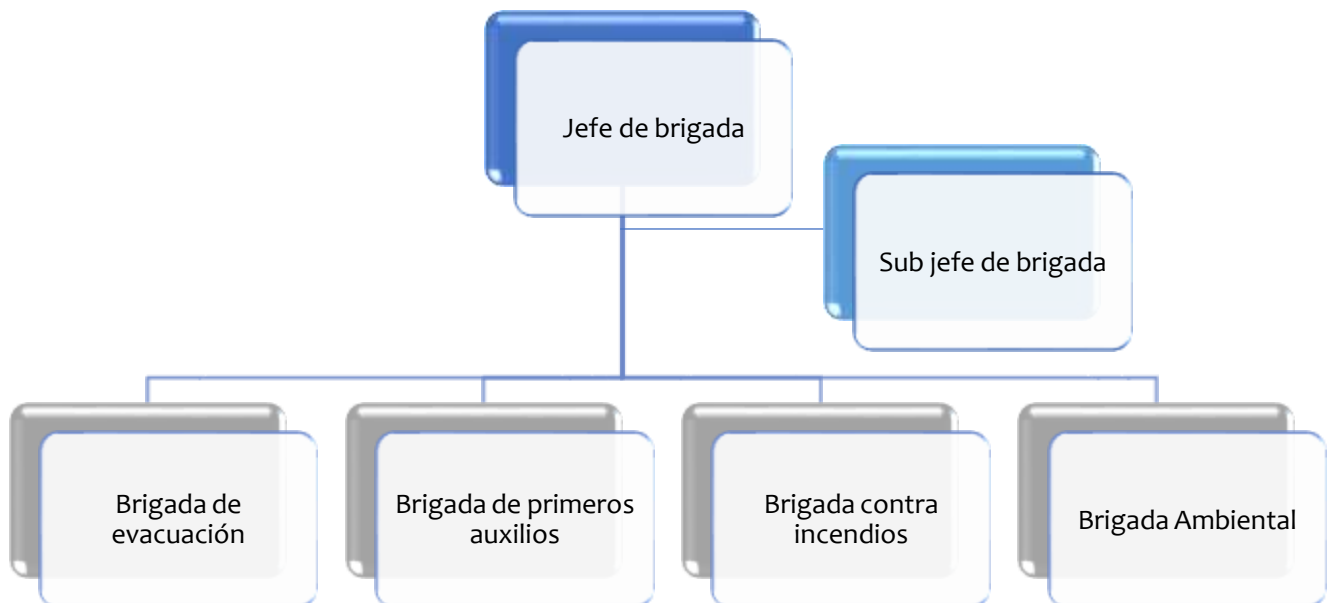 Jefe de brigada
Sub jefe de brigada
Brigada de
evacuación
Brigada de primeros
auxilios
Brigada contra
incendios
Brigada Ambiental